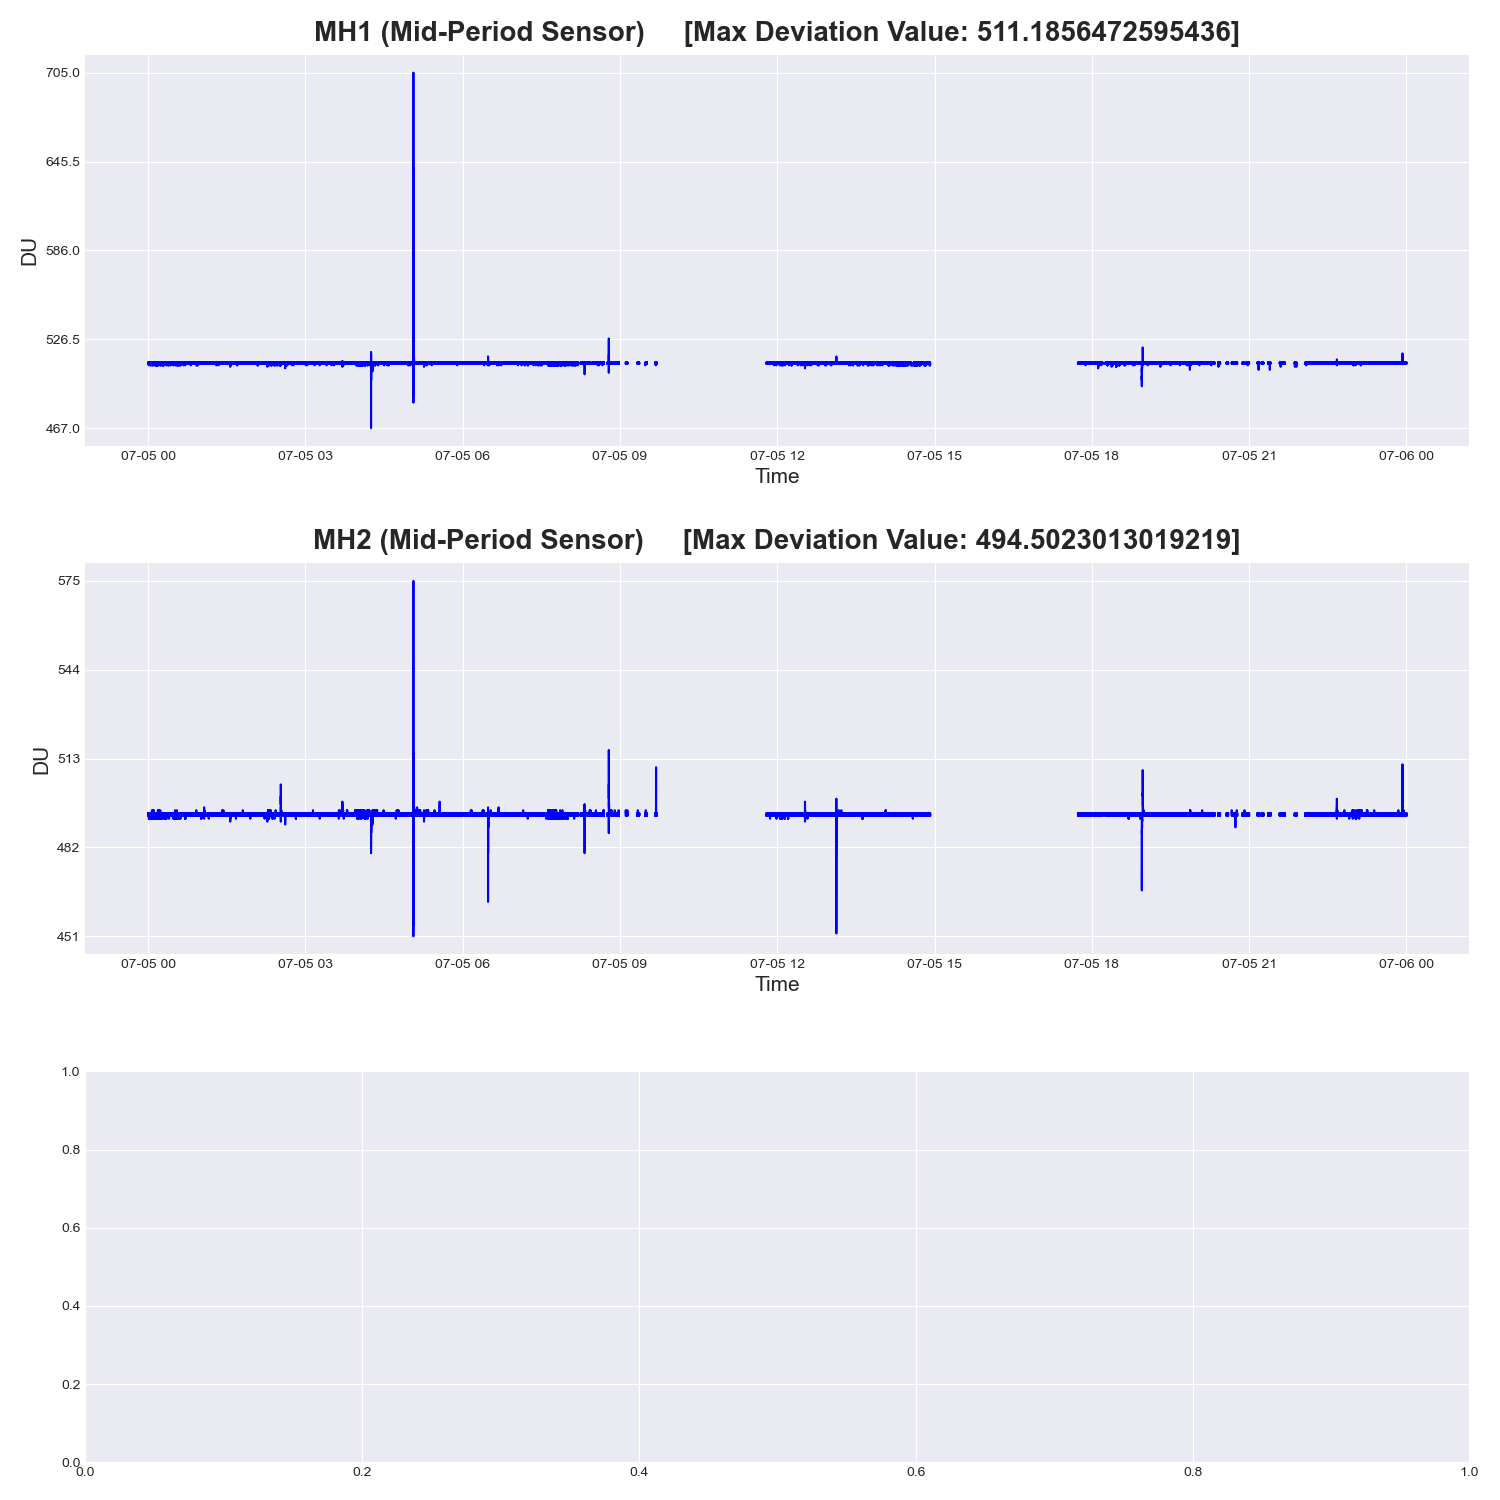 MH1 (Mid-Period Sensor) [Max Deviation Value: 511.1856472595436]
705.0
645.5
586.0
526.5
467.0
DU
07-05 00 07-05 03 07-05 06 07-05 09 07-05 12 07-05 15 07-05 18 07-05 21 07-06 00
Time
MH2 (Mid-Period Sensor) [Max Deviation Value: 494.5023013019219]
575
544
513
482
451
DU
07-05 00 07-05 03 07-05 06 07-05 09 07-05 12 07-05 15 07-05 18 07-05 21 07-06 00
Time
1.0
0.8
0.6
0.4
0.2
0.0
0.0 0.2 0.4 0.6 0.8 1.0